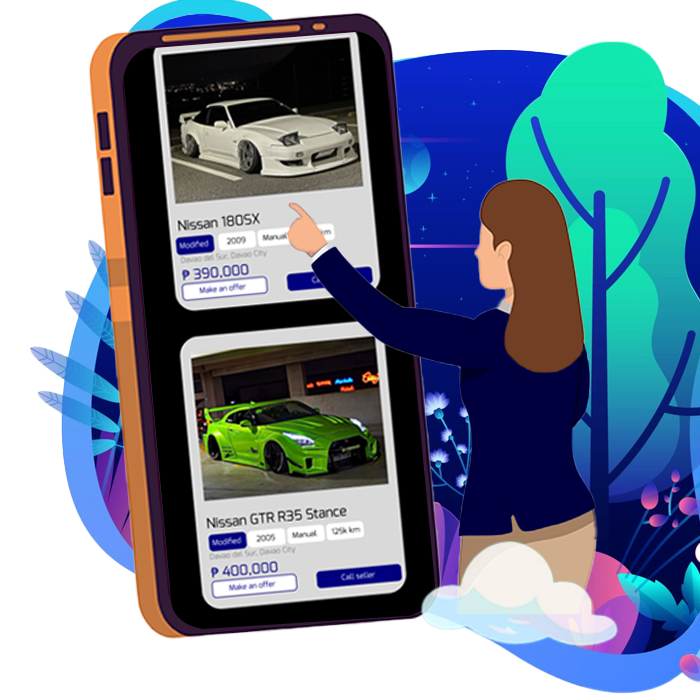 Nissan 180SX
Modified 2009 Manual km
Davao del Sur, Davao City
₱ 390,000
Make an offer
Nissan GTR R35 Stance
Modified 2005 Manual 125k km
Davao del Sur, Davao City
₱ 400,000
Make an offer Call seller